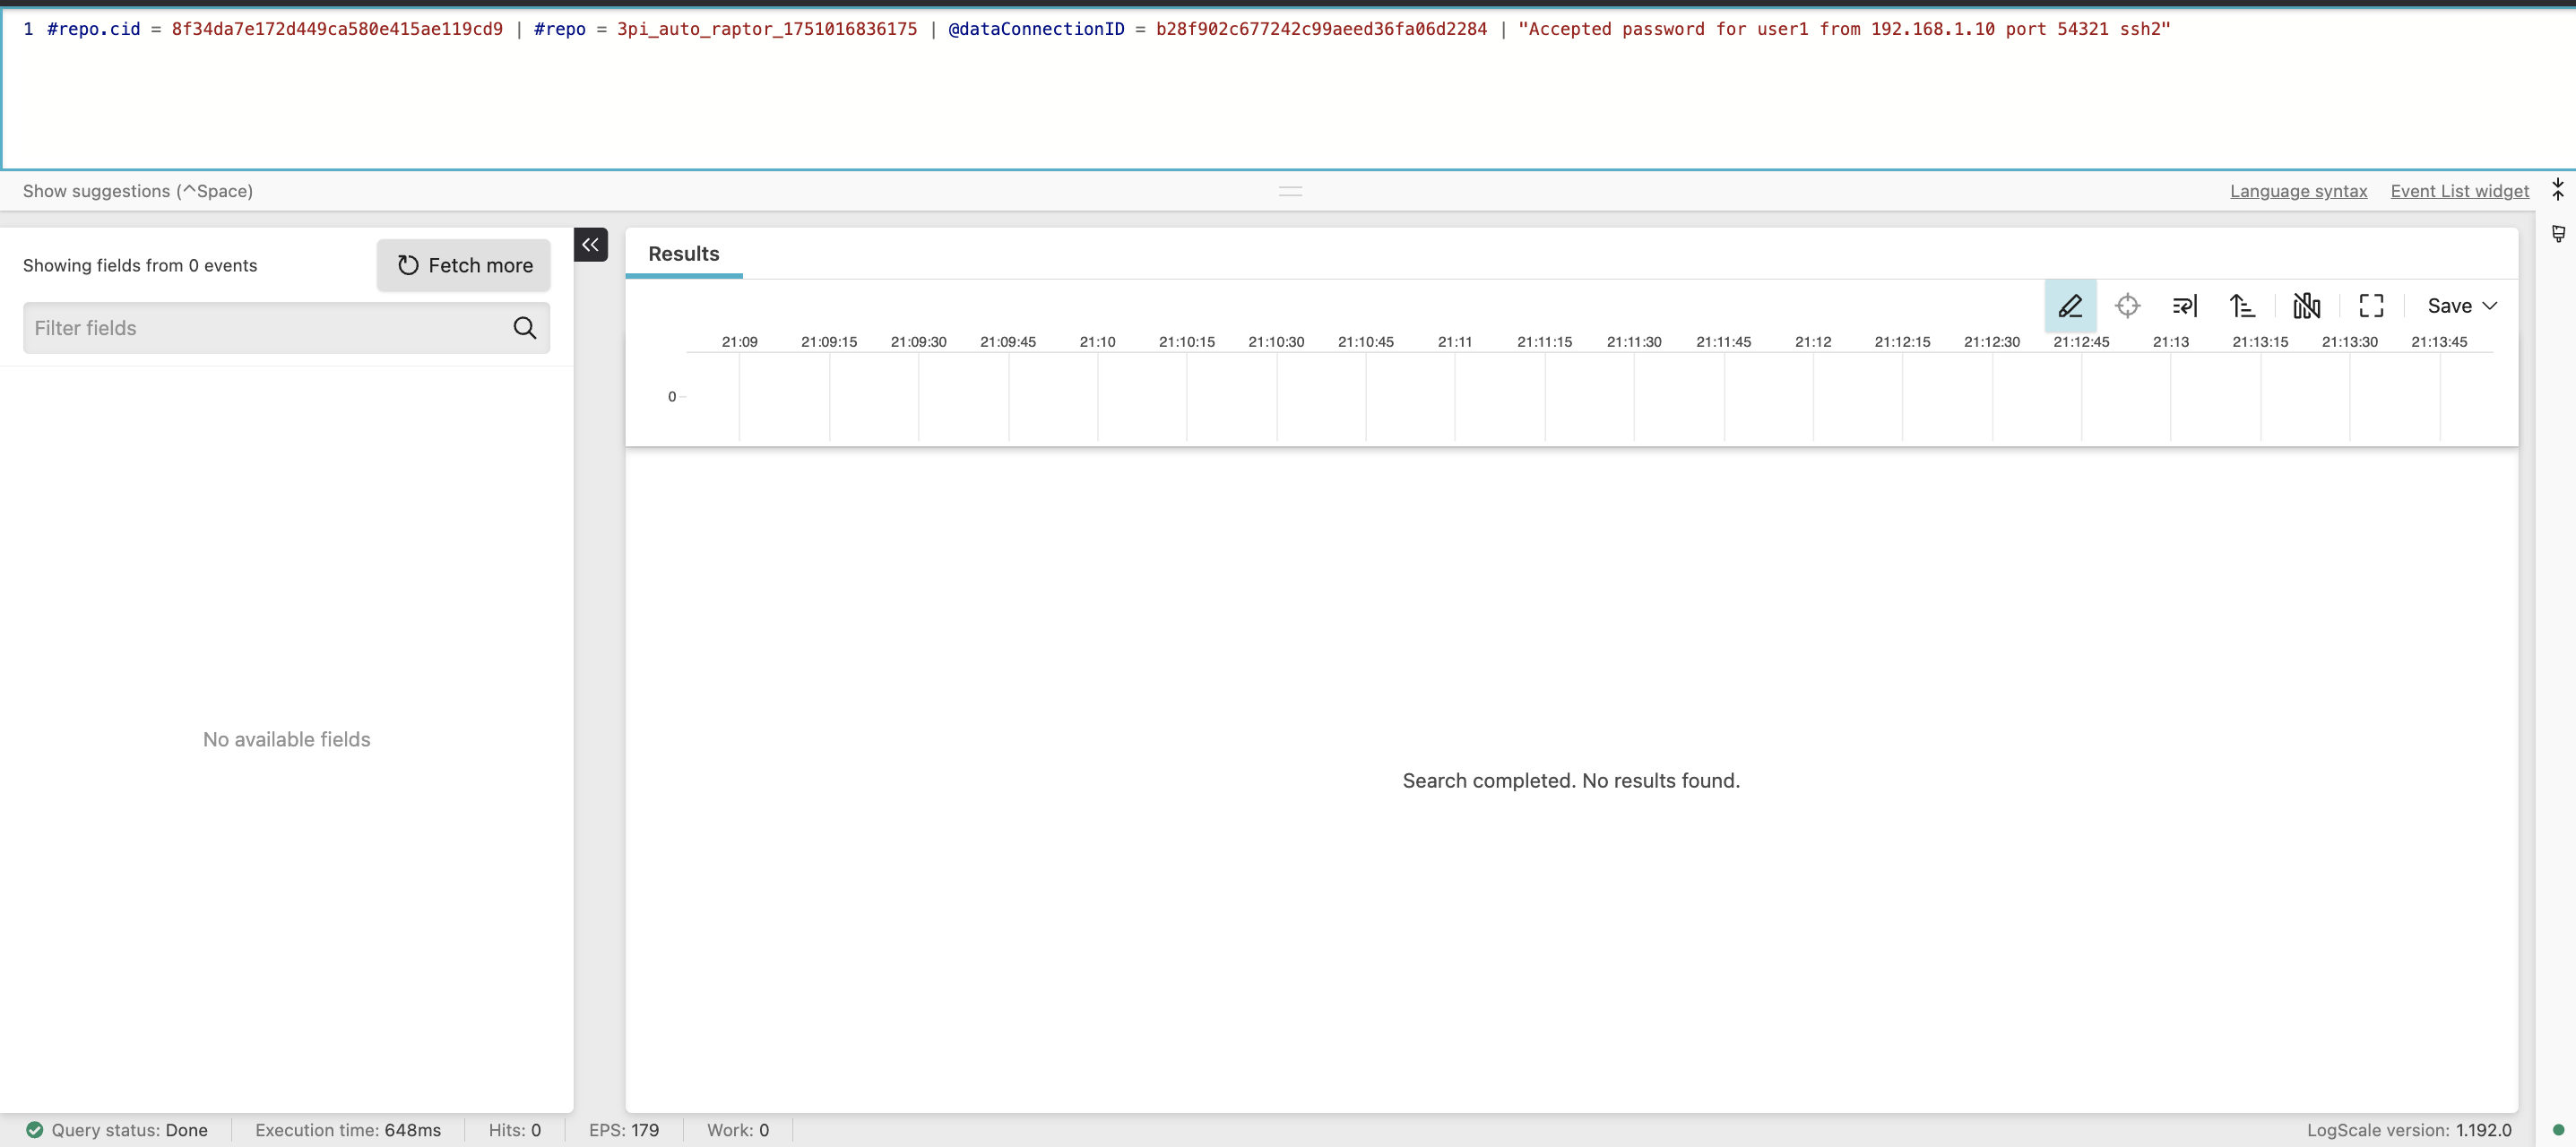 1 #repo.cid = 8f34da7e172d449ca580e415ae119cd9 | #repo = 3pi_auto_raptor_1751016836175 | @dataConnectionID = b28f902c677242c99aeed36fa06d2284 | "Accepted password for user1 from 192.168.1.10 port 54321 ssh2"
Show suggestions (^Space)
Language syntax Event List widget
Showing fields from 0 events
Fetch more
Filter fields
No available fields
Results
Save
21:09 21:09:15 21:09:30 21:09:45 21:10 21:10:15 21:10:30 21:10:45 21:11 21:11:15 21:11:30 21:11:45 21:12 21:12:15 21:12:30 21:12:45 21:13 21:13:15 21:13:30 21:13:45
0
Search completed. No results found.
Query status: Done Execution time: 648ms Hits: 0 EPS: 179 Work: 0 LogScale version: 1.192.0